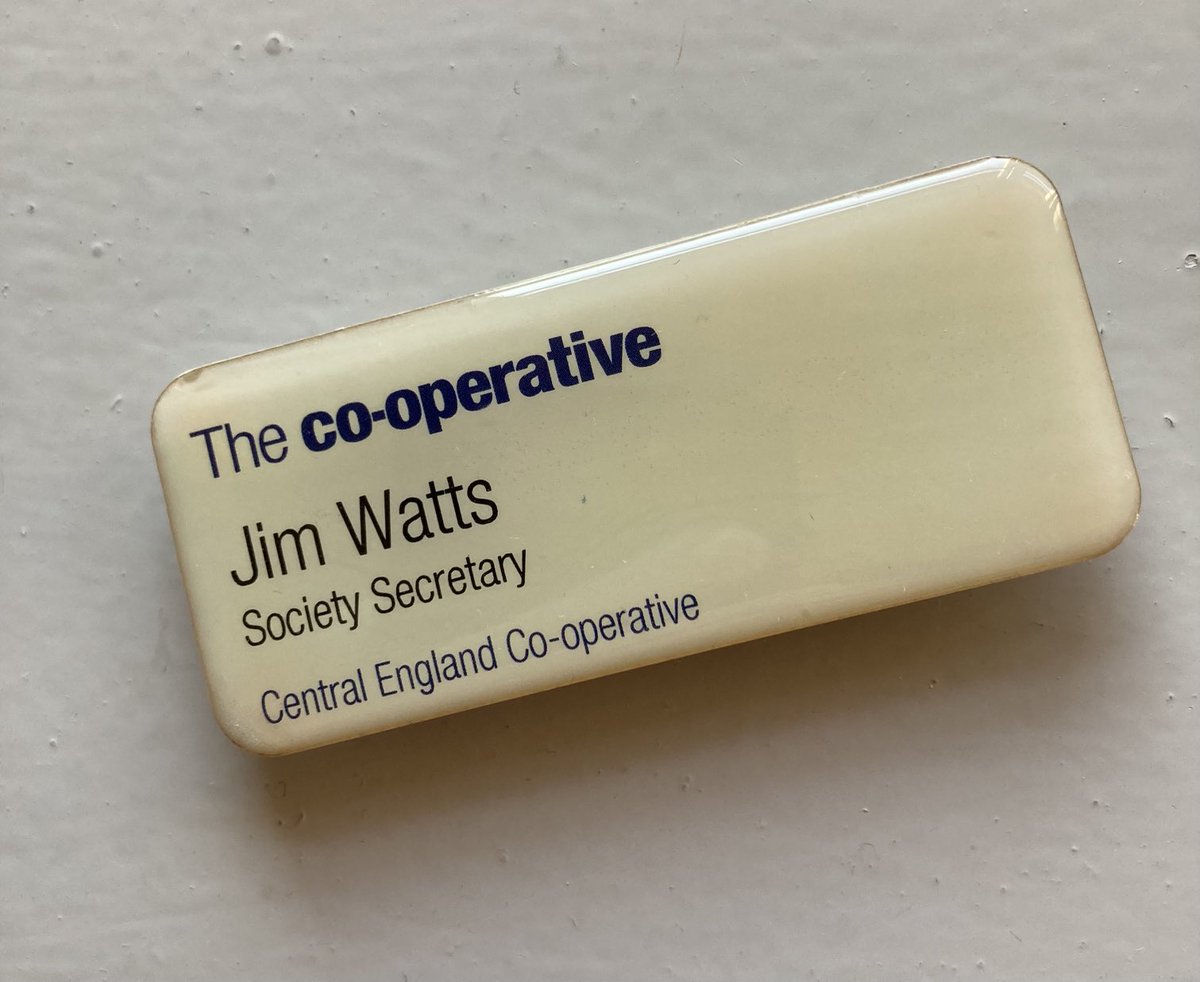 The co-operative
Jim Watts
Society Secretary
Central England Co-operative